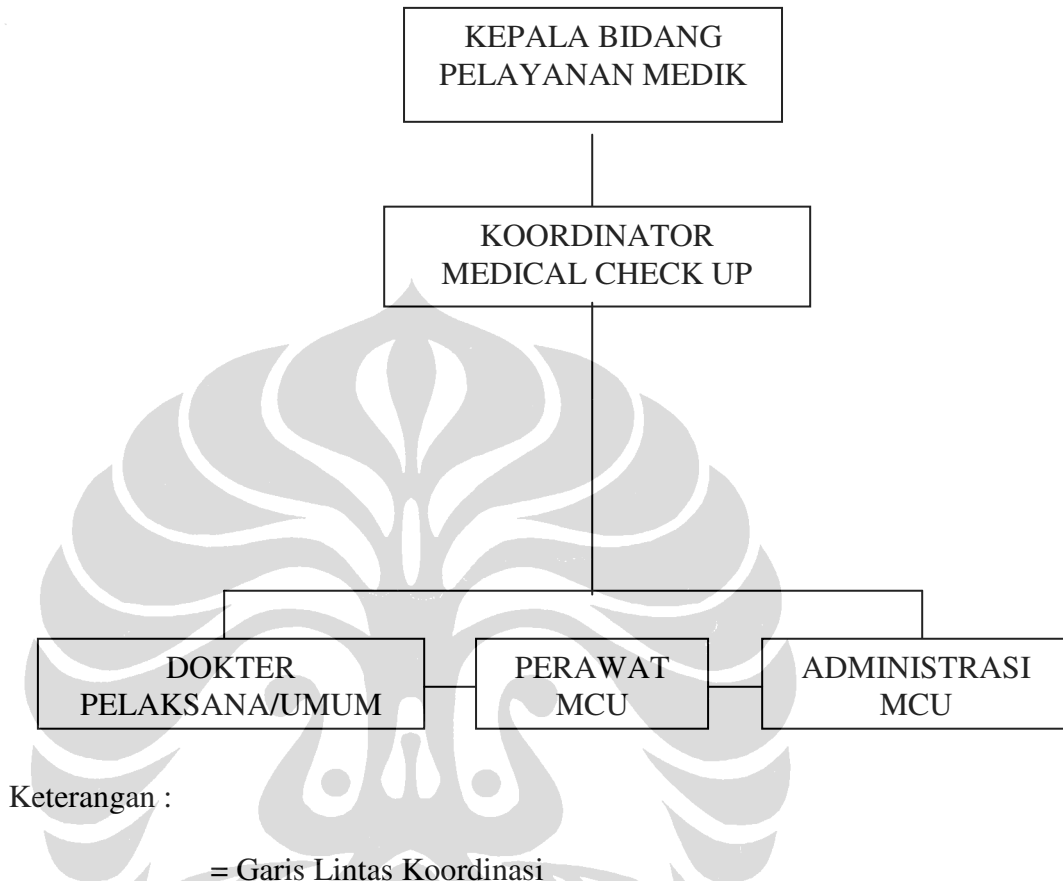 KEPALA BIDANG
PELAYANAN MEDIK
KOORDINATOR
MEDICAL CHECK UP
DOKTER
PELAKSANA/UMUM
PERAWAT
MCU
ADMINISTRASI
MCU
Keterangan :
= Garis Lintas Koordinasi